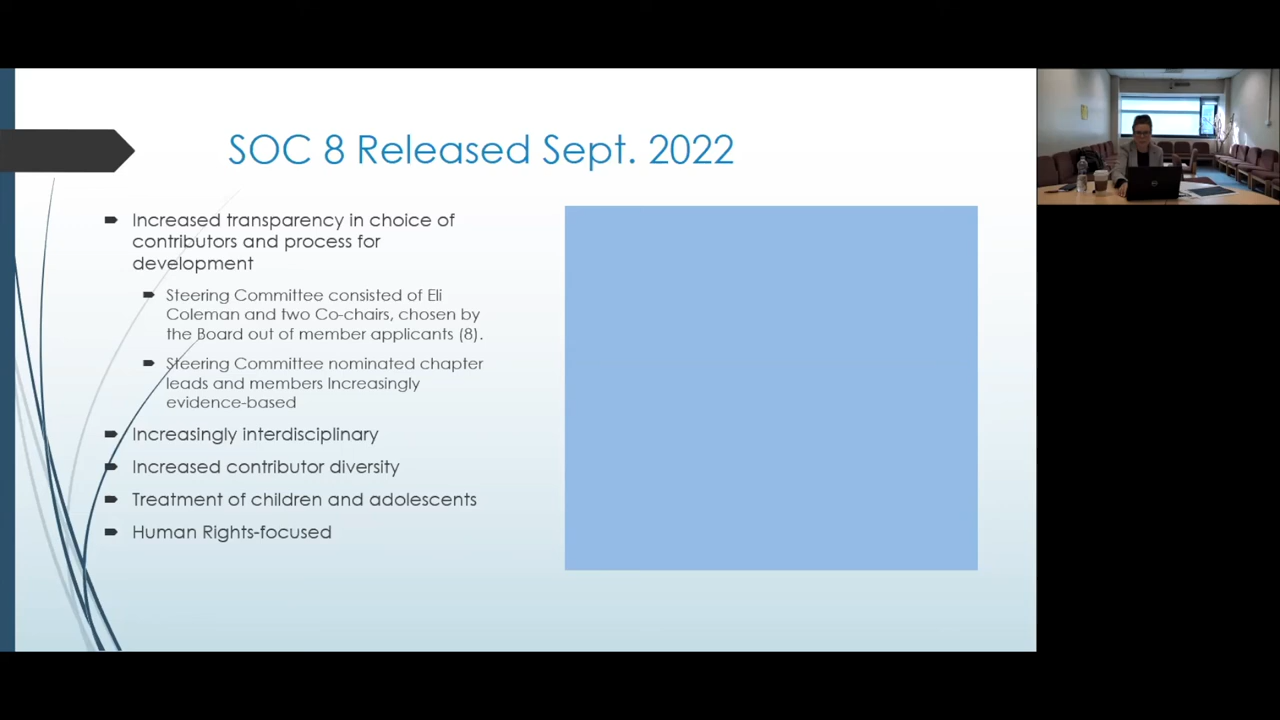 SOC 8 Released Sept. 2022
Increased transparency in choice of
contributors and process for
development
Steering Committee consisted of Eli
Coleman and two Co-chairs, chosen by
the Board out of member applicants (8).
Steering Committee nominated chapter
leads and members Increasingly
evidence-based
Increasingly interdisciplinary
Increased contributor diversity
Treatment of children and adolescents
Human Rights-focused